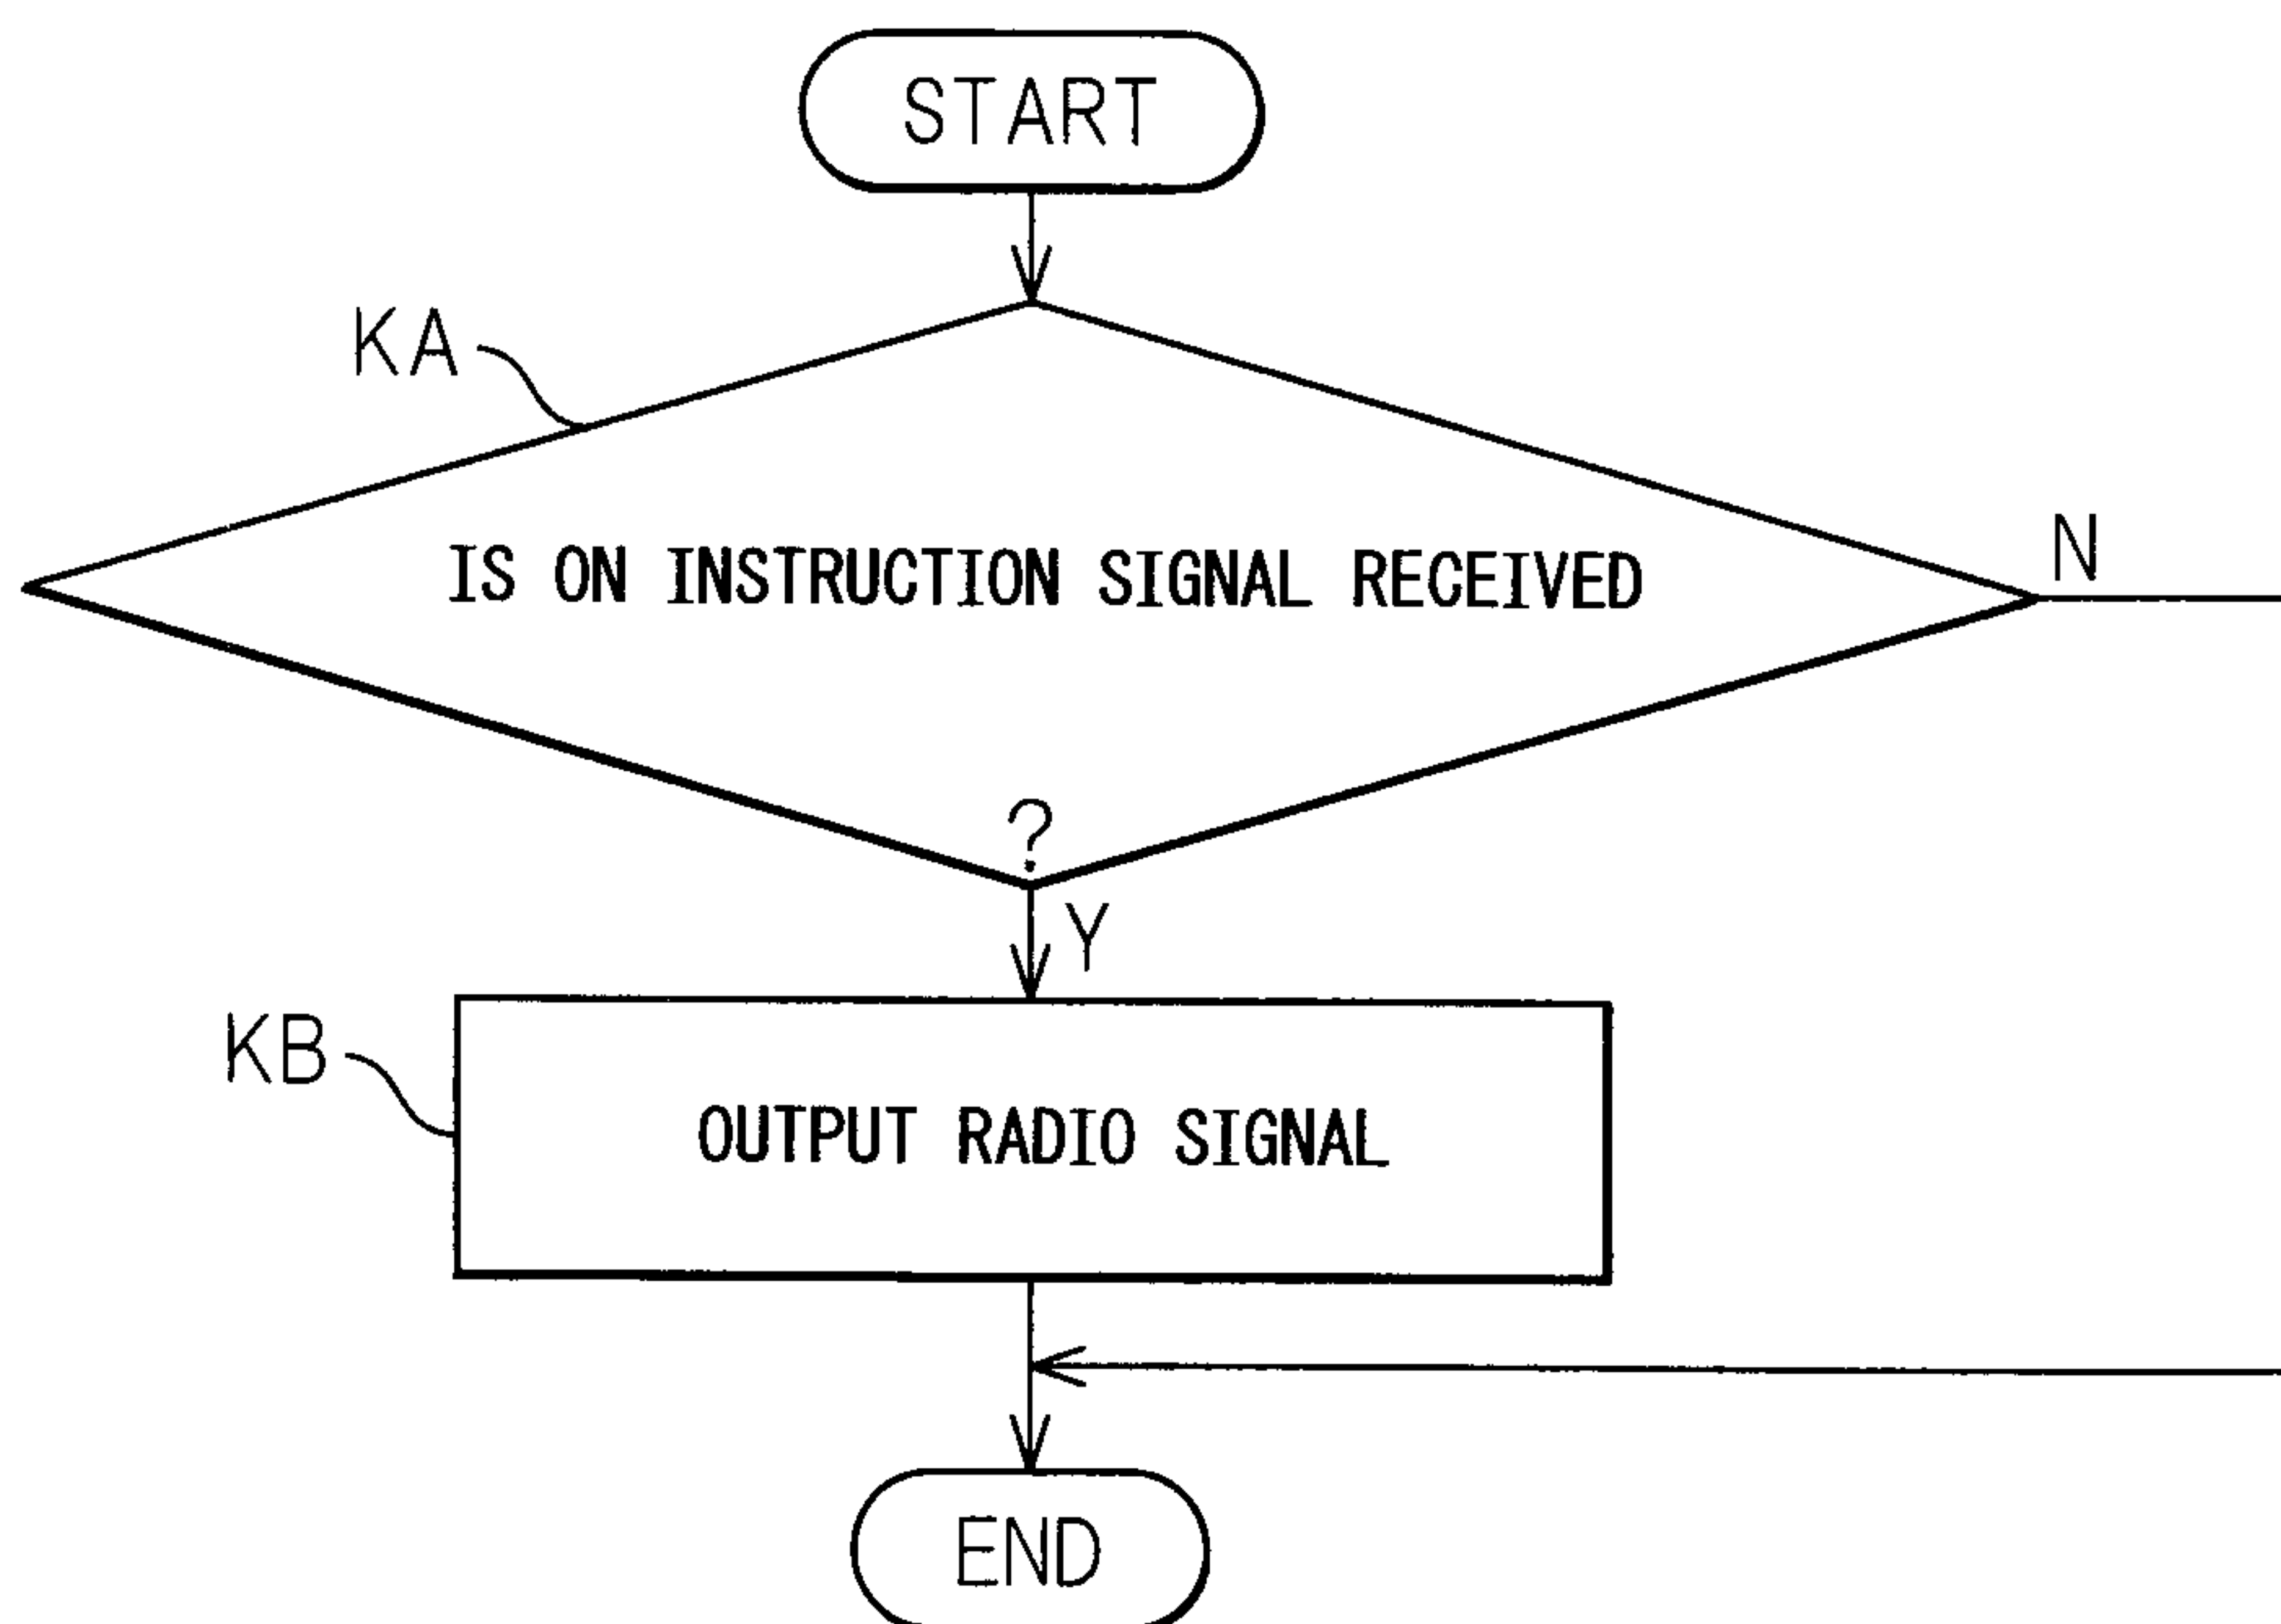 START
KA
IS ON INSTRUCTION SIGNAL RECEIVED
N
?
Y
KB
OUTPUT RADIO SIGNAL
END